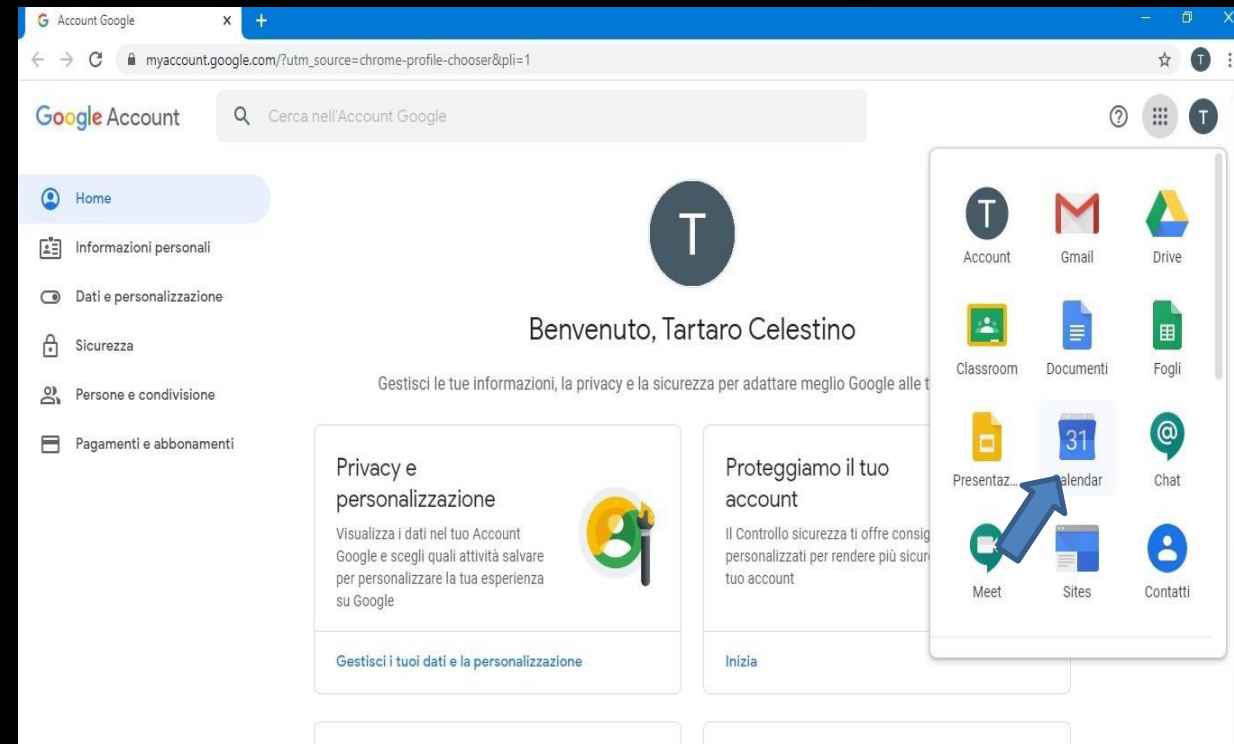 Account Google
myaccount.google.com/?utm_source=chrome-profile-chooser&pli=1
T
Google Account
Cerca nell'Account Google
T
Home
Informazioni personali
Dati e personalizzazione
Sicurezza
Persone e condivisione
Pagamenti e abbonamenti
T
Benvenuto, Tartaro Celestino
Gestisci le tue informazioni, la privacy e la sicurezza per adattare meglio Google alle t
Privacy e
personalizzazione
Visualizza i dati nel tuo Account
Google e scegli quali attività salvare
per personalizzare la tua esperienza
su Google
Gestisci i tuoi dati e la personalizzazione
Proteggiamo il tuo
account
Il Controllo sicurezza ti offre consig
personalizzati per rendere più sicur
tuo account
Inizia
T
Account
Gmail
Drive
Classroom
Documenti
Fogli
Presentaz...
31
alendar
Chat
Meet
Sites
Contatti